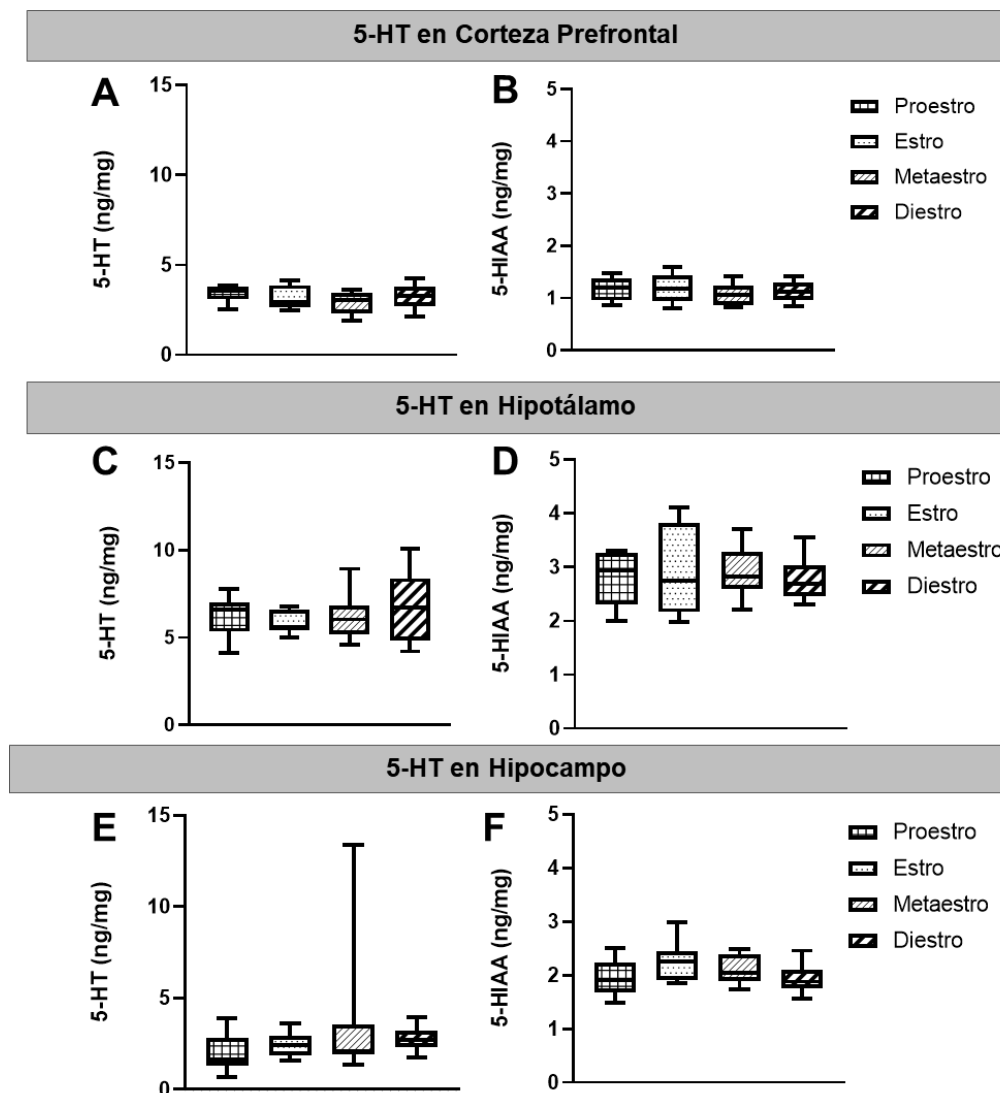 5-HT en Corteza Prefrontal
A
5-HT (ng/mg)
15
10
5
0
B
5-HIAA (ng/mg)
5
4
3
2
1
0
Proestro
Estro
Metaestro
Diestro
5-HT en Hipotálamo
C
5-HT (ng/mg)
15
10
5
0
D
5-HIAA (ng/mg)
5
4
3
2
1
0
Proestro
Estro
Metaestro
Diestro
5-HT en Hipocampo
E
5-HT (ng/mg)
15
10
5
0
F
5-HIAA (ng/mg)
5
4
3
2
1
0
Proestro
Estro
Metaestro
Diestro